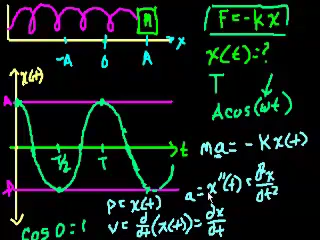 M
-A 0 A x
F = -Kx
x(t) = ?
T
A cos(ωt)
ma = -Kx(t)
a = x''(t) = d²x/dt²
x(t)
A
T/2 T t
-A
p = x(t)
v = d/dt (x(t)) = dx/dt
cos 0 = 1